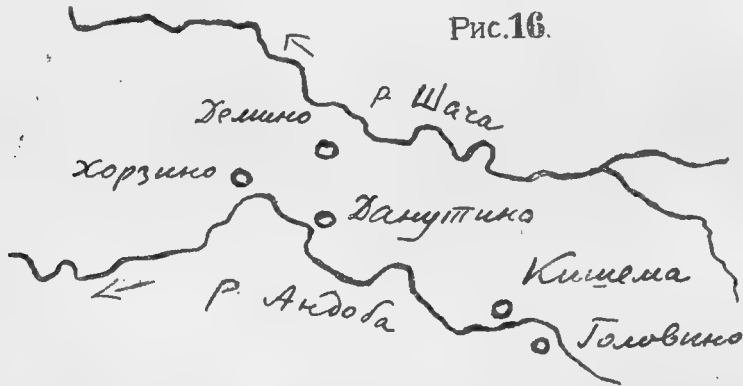 Рис.16.
р. Шача
Демино
Хорзино
Данутино
Кишема
р. Андоба
Головино